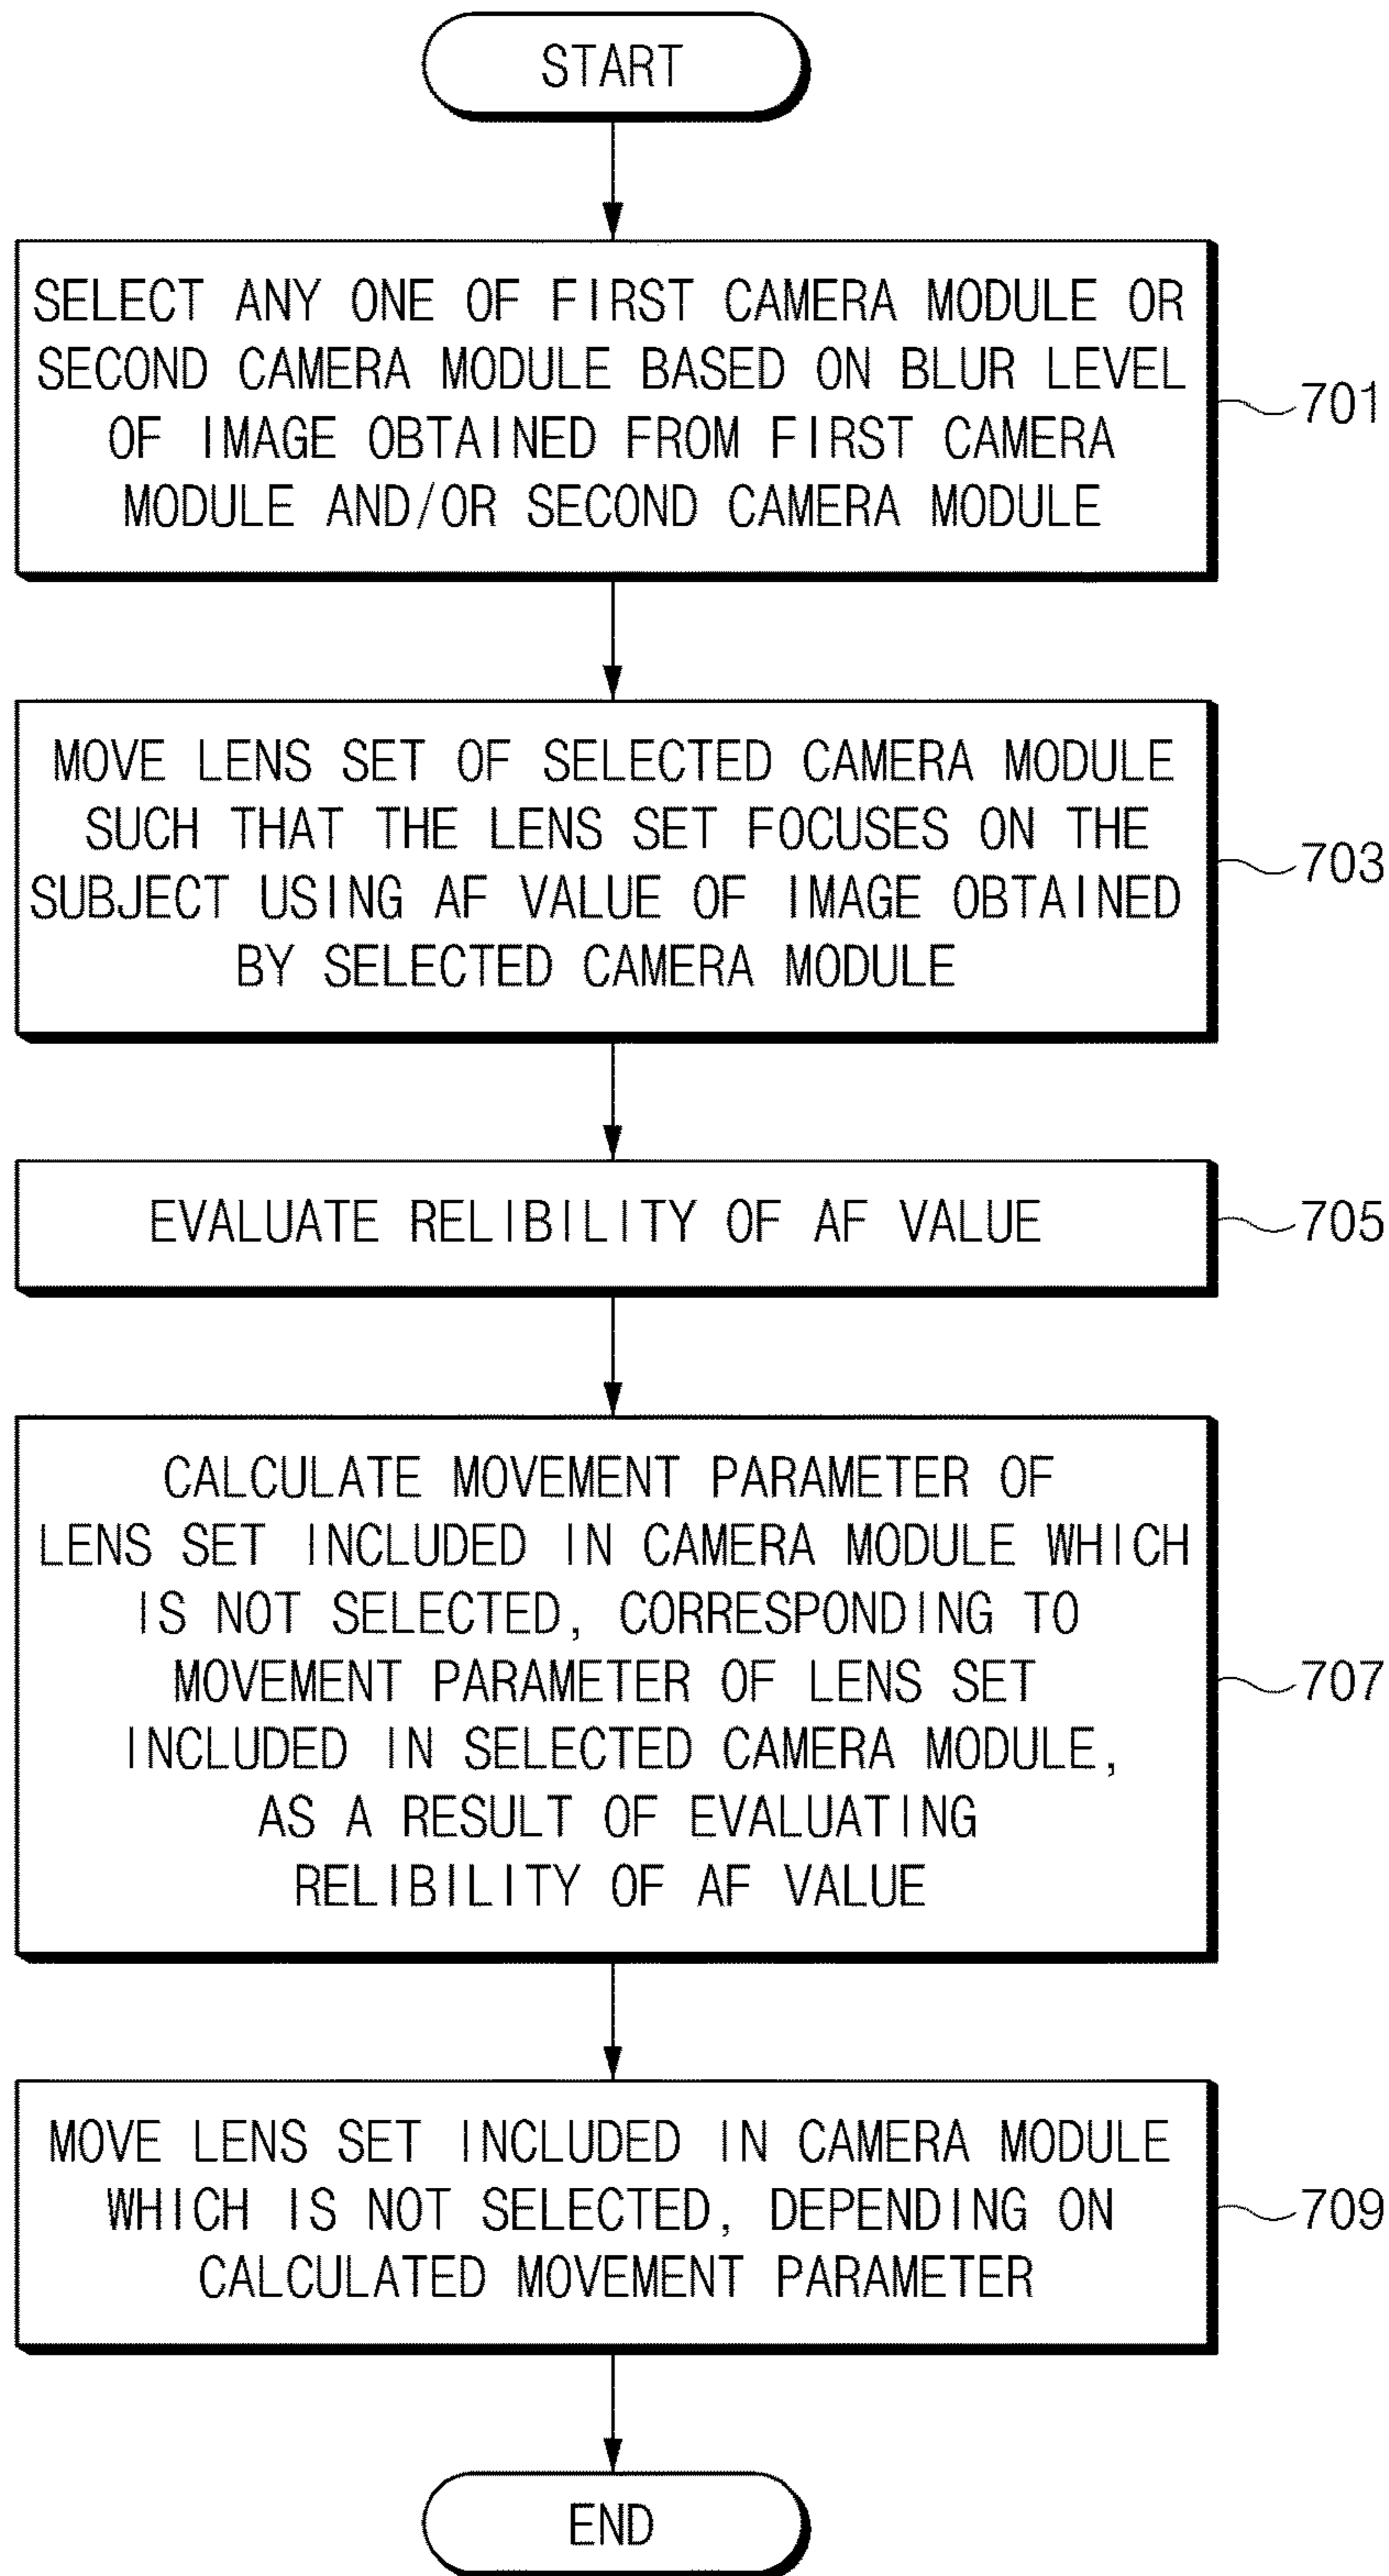 START
SELECT ANY ONE OF FIRST CAMERA MODULE OR
SECOND CAMERA MODULE BASED ON BLUR LEVEL
OF IMAGE OBTAINED FROM FIRST CAMERA
MODULE AND/OR SECOND CAMERA MODULE
701
MOVE LENS SET OF SELECTED CAMERA MODULE
SUCH THAT THE LENS SET FOCUSES ON THE
SUBJECT USING AF VALUE OF IMAGE OBTAINED
BY SELECTED CAMERA MODULE
703
EVALUATE RELIBILITY OF AF VALUE
705
CALCULATE MOVEMENT PARAMETER OF
LENS SET INCLUDED IN CAMERA MODULE WHICH
IS NOT SELECTED, CORRESPONDING TO
MOVEMENT PARAMETER OF LENS SET
INCLUDED IN SELECTED CAMERA MODULE,
AS A RESULT OF EVALUATING
RELIBILITY OF AF VALUE
707
MOVE LENS SET INCLUDED IN CAMERA MODULE
WHICH IS NOT SELECTED, DEPENDING ON
CALCULATED MOVEMENT PARAMETER
709
END